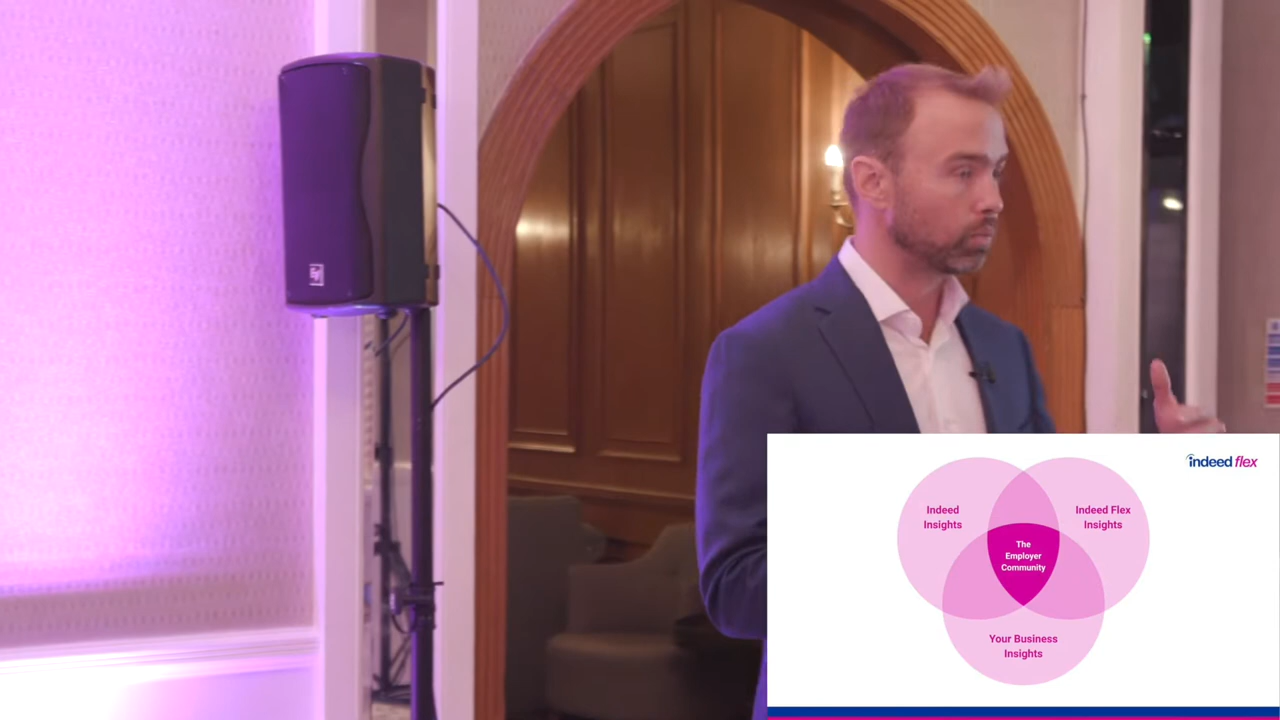 indeed flex
Indeed
Insights
Indeed Flex
Insights
The
Employer
Community
Your Business
Insights